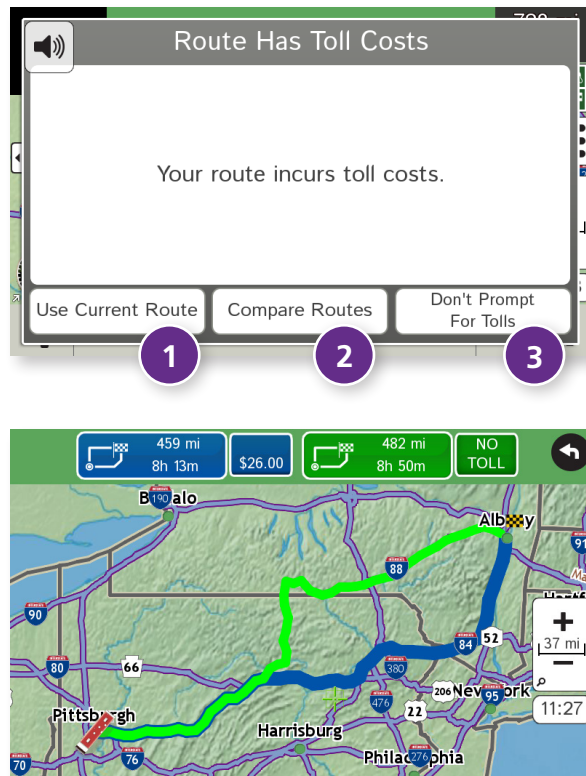 Route Has Toll Costs
Your route incurs toll costs.
Use Current Route
Compare Routes
Don't Prompt
For Tolls
1
2
3
459 mi
8h 13m
$26.00
482 mi
8h 50m
NO
TOLL
190
Albany
91
88
90
84
52
37 mi
80
66
380
206
New York
95
476
22
11:27
Pittsburgh
Harrisburg
70
76
276
Philadelphia